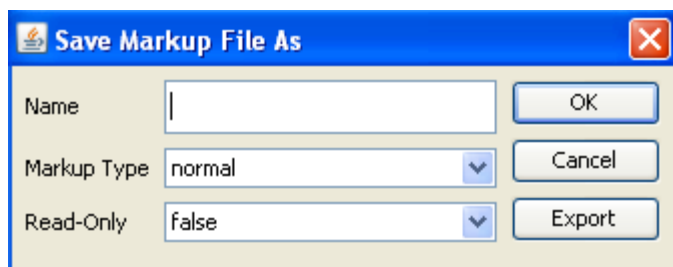 Save Markup File As
Name
OK
Markup Type normal
Cancel
Read-Only false
Export